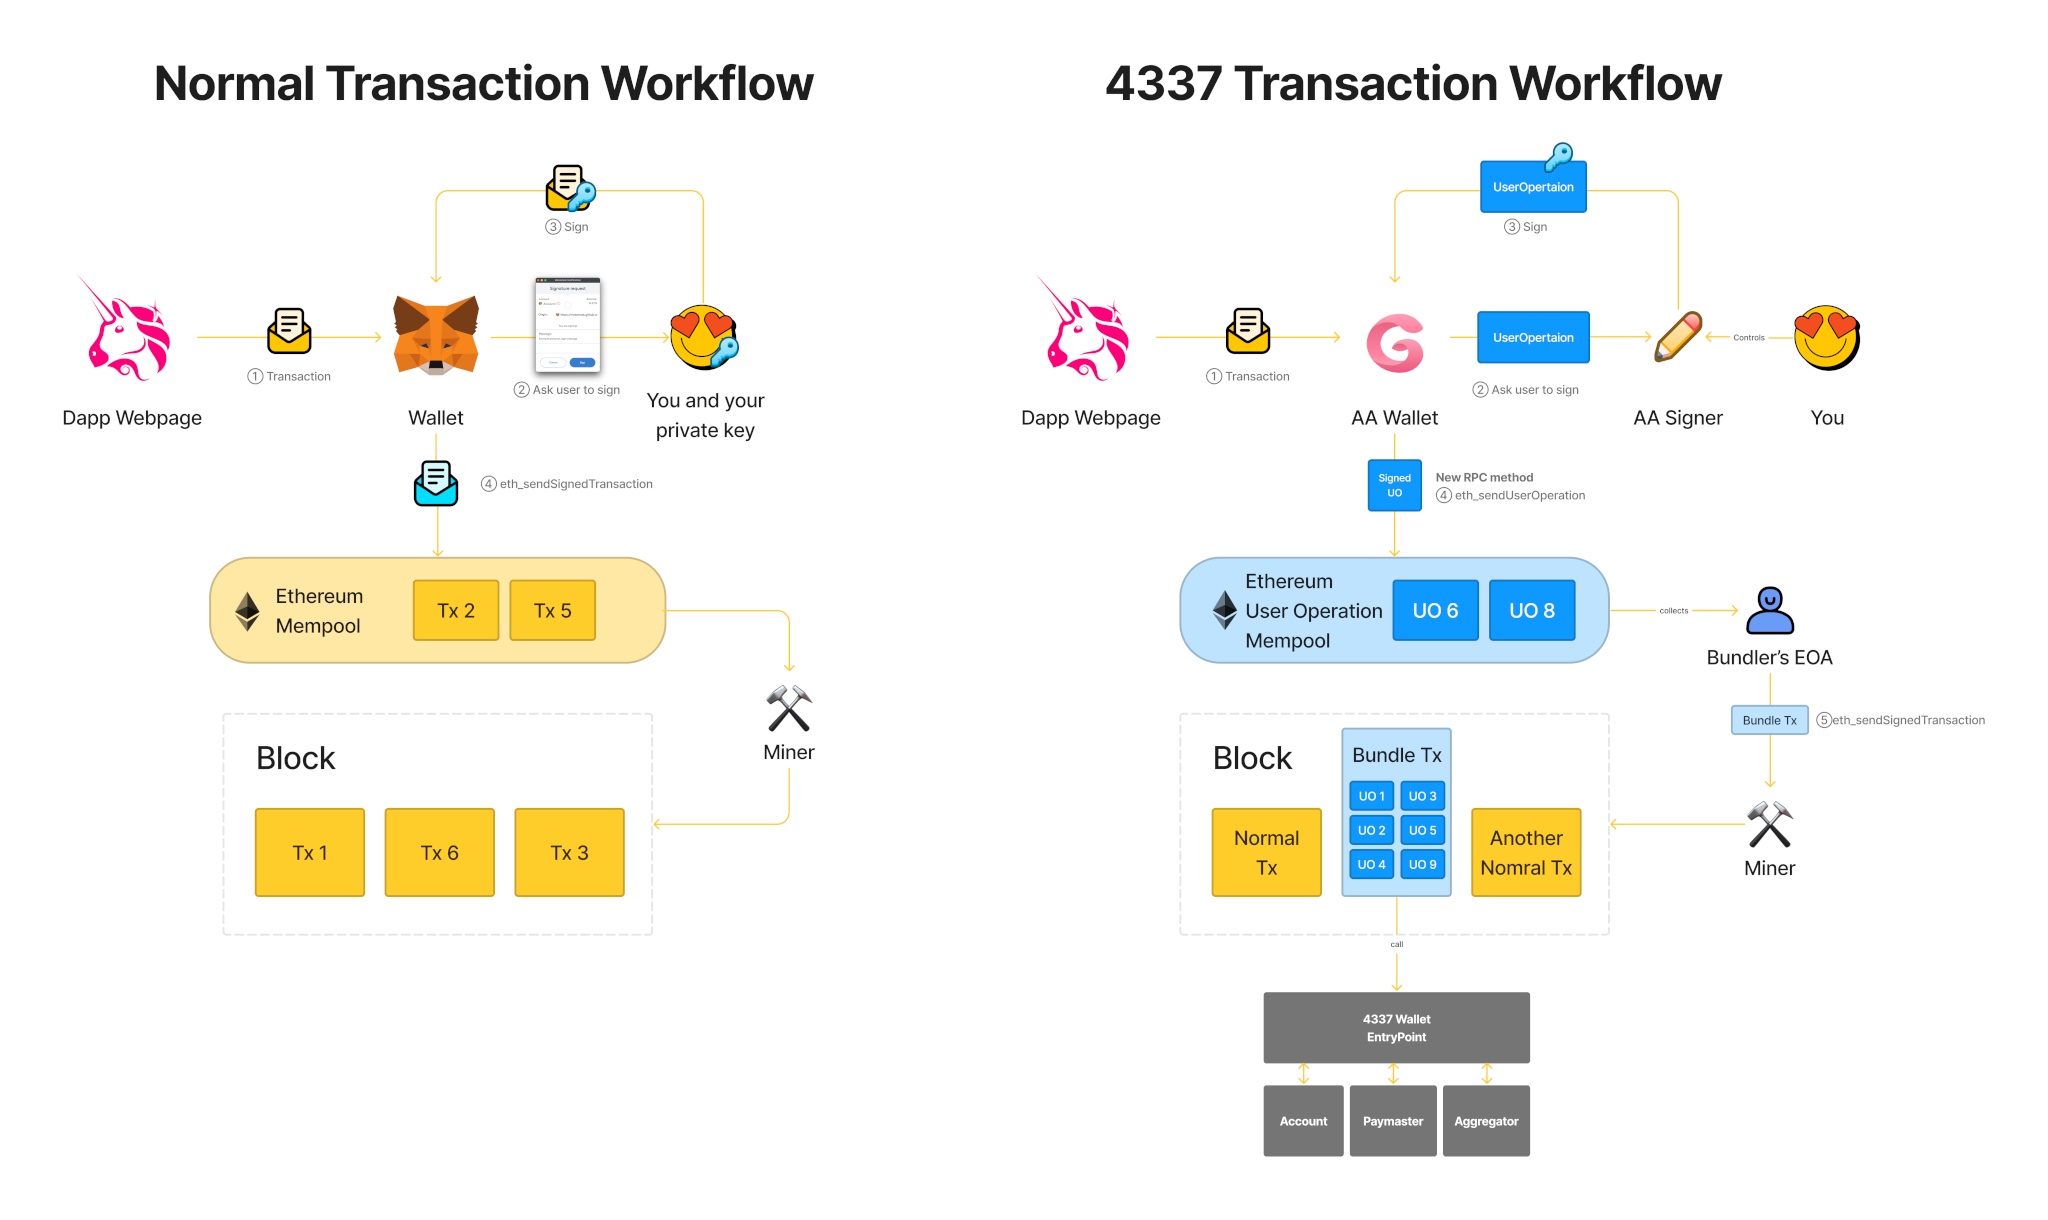 Normal Transaction Workflow
③ Sign
Signature request
① Transaction
② Ask user to sign
Dapp Webpage
Wallet
You and your
private key
④ eth_sendSignedTransaction
Ethereum
Mempool
Tx 2
Tx 5
Miner
Block
Tx 1
Tx 6
Tx 3
4337 Transaction Workflow
UserOpertaion
③ Sign
UserOpertaion
Controls
① Transaction
② Ask user to sign
Dapp Webpage
AA Wallet
AA Signer
You
Signed
UO
New RPC method
④ eth_sendUserOperation
Ethereum
User Operation
Mempool
UO 6
UO 8
collects
Bundler’s EOA
Bundle Tx
⑤eth_sendSignedTransaction
Miner
Block
Normal
Tx
Bundle Tx
UO 1
UO 3
UO 2
UO 5
UO 4
UO 9
Another
Nomral Tx
call
4337 Wallet
EntryPoint
Account
Paymaster
Aggregator